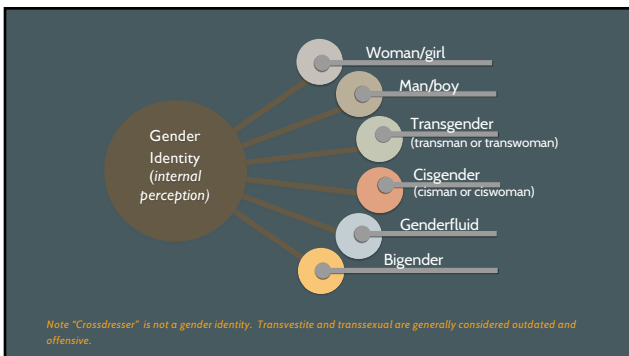 Woman/girl
Man/boy
Transgender
(transman or transwoman)
Gender
Identity
(internal
perception)
Cisgender
(cisman or ciswoman)
Genderfluid
Bigender
Note "Crossdresser" is not a gender identity. Transvestite and transsexual are generally considered outdated and
offensive.